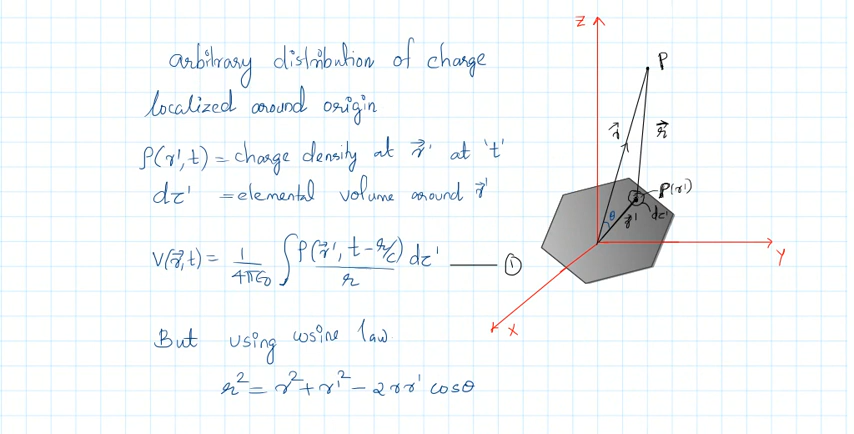 arbitrary distribution of charge
localized around origin
ρ(r', t) = charge density at r⃗' at 't'
dτ' = elemental volume around r⃗'
V(r⃗, t) = 1/4πε₀ ∫ ρ(r⃗', t - 𝓇/c)/𝓇 dτ' —— ①
But using cosine law
𝓇² = r² + r'² - 2rr' cosθ
Z
P
r⃗
𝓇⃗
ρ(r')
dτ'
θ
r⃗'
Y
X